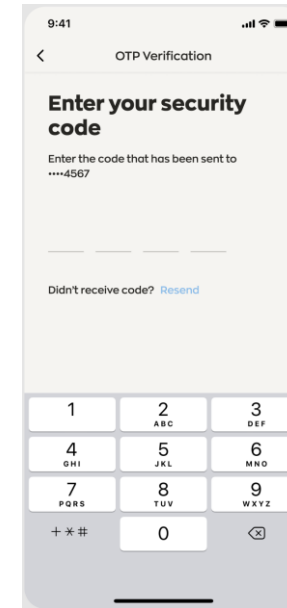 9:41
OTP Verification
Enter your security
code
Enter the code that has been sent to
····4567
Didn't receive code? Resend
1
2
ABC
3
DEF
4
GHI
5
JKL
6
MNO
7
PQRS
8
TUV
9
WXYZ
+*#
0